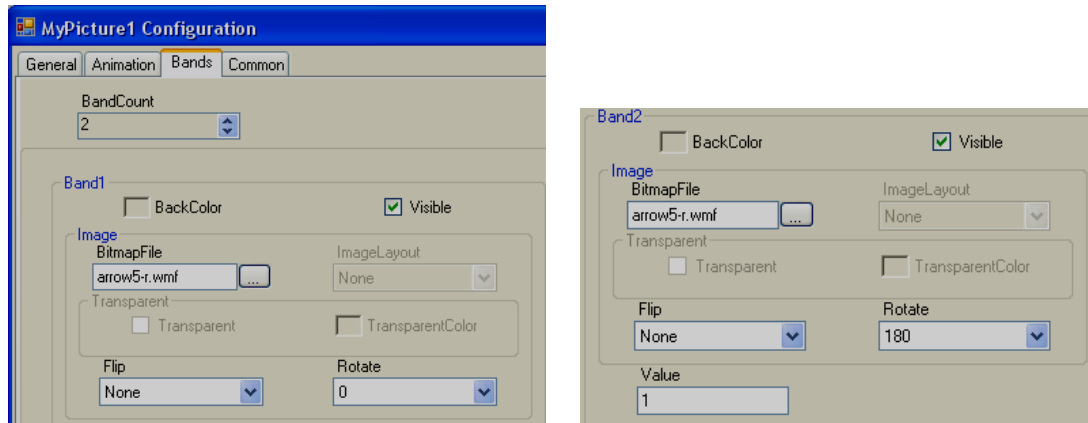 MyPicture1 Configuration
General Animation Bands Common
BandCount
2
Band1
BackColor Visible
Image
BitmapFile ImageLayout
arrow5-r.wmf ... None
Transparent
Transparent TransparentColor
Flip Rotate
None 0
Band2
BackColor Visible
Image
BitmapFile ImageLayout
arrow5-r.wmf ... None
Transparent
Transparent TransparentColor
Flip Rotate
None 180
Value
1